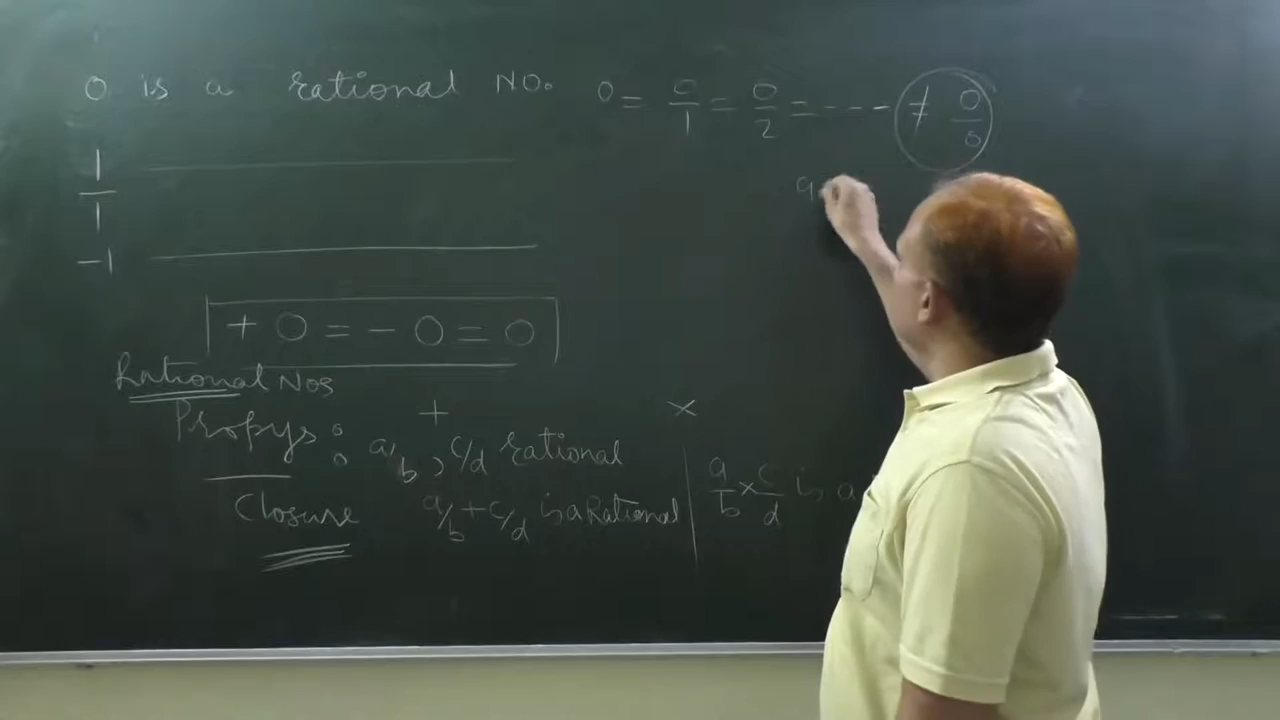 0 is a rational NO. 0 = 0/1 = 0/2 = ---- ≠ 0/0
1
1
-1
+ 0 = - 0 = 0
Rational Nos
Propys : + ×
a/b , c/d rational
Closure a/b + c/d is a Rational a/b × c/d is a